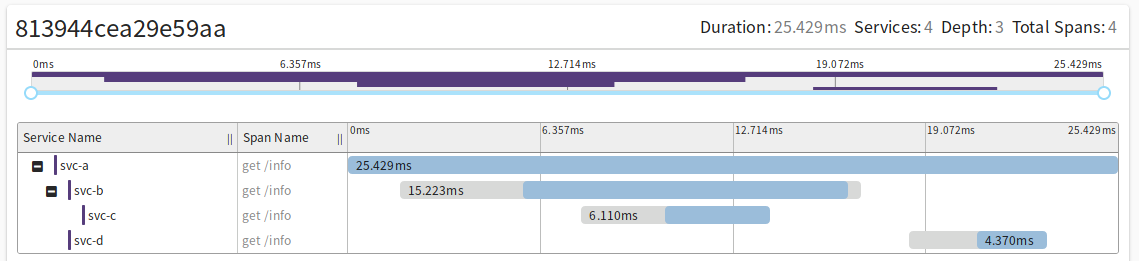 813944cea29e59aa Duration: 25.429ms Services: 4 Depth: 3 Total Spans: 4
0ms 6.357ms 12.714ms 19.072ms 25.429ms
Service Name || Span Name || 0ms 6.357ms 12.714ms 19.072ms 25.429ms
svc-a get /info 25.429ms
svc-b get /info 15.223ms
svc-c get /info 6.110ms
svc-d get /info 4.370ms